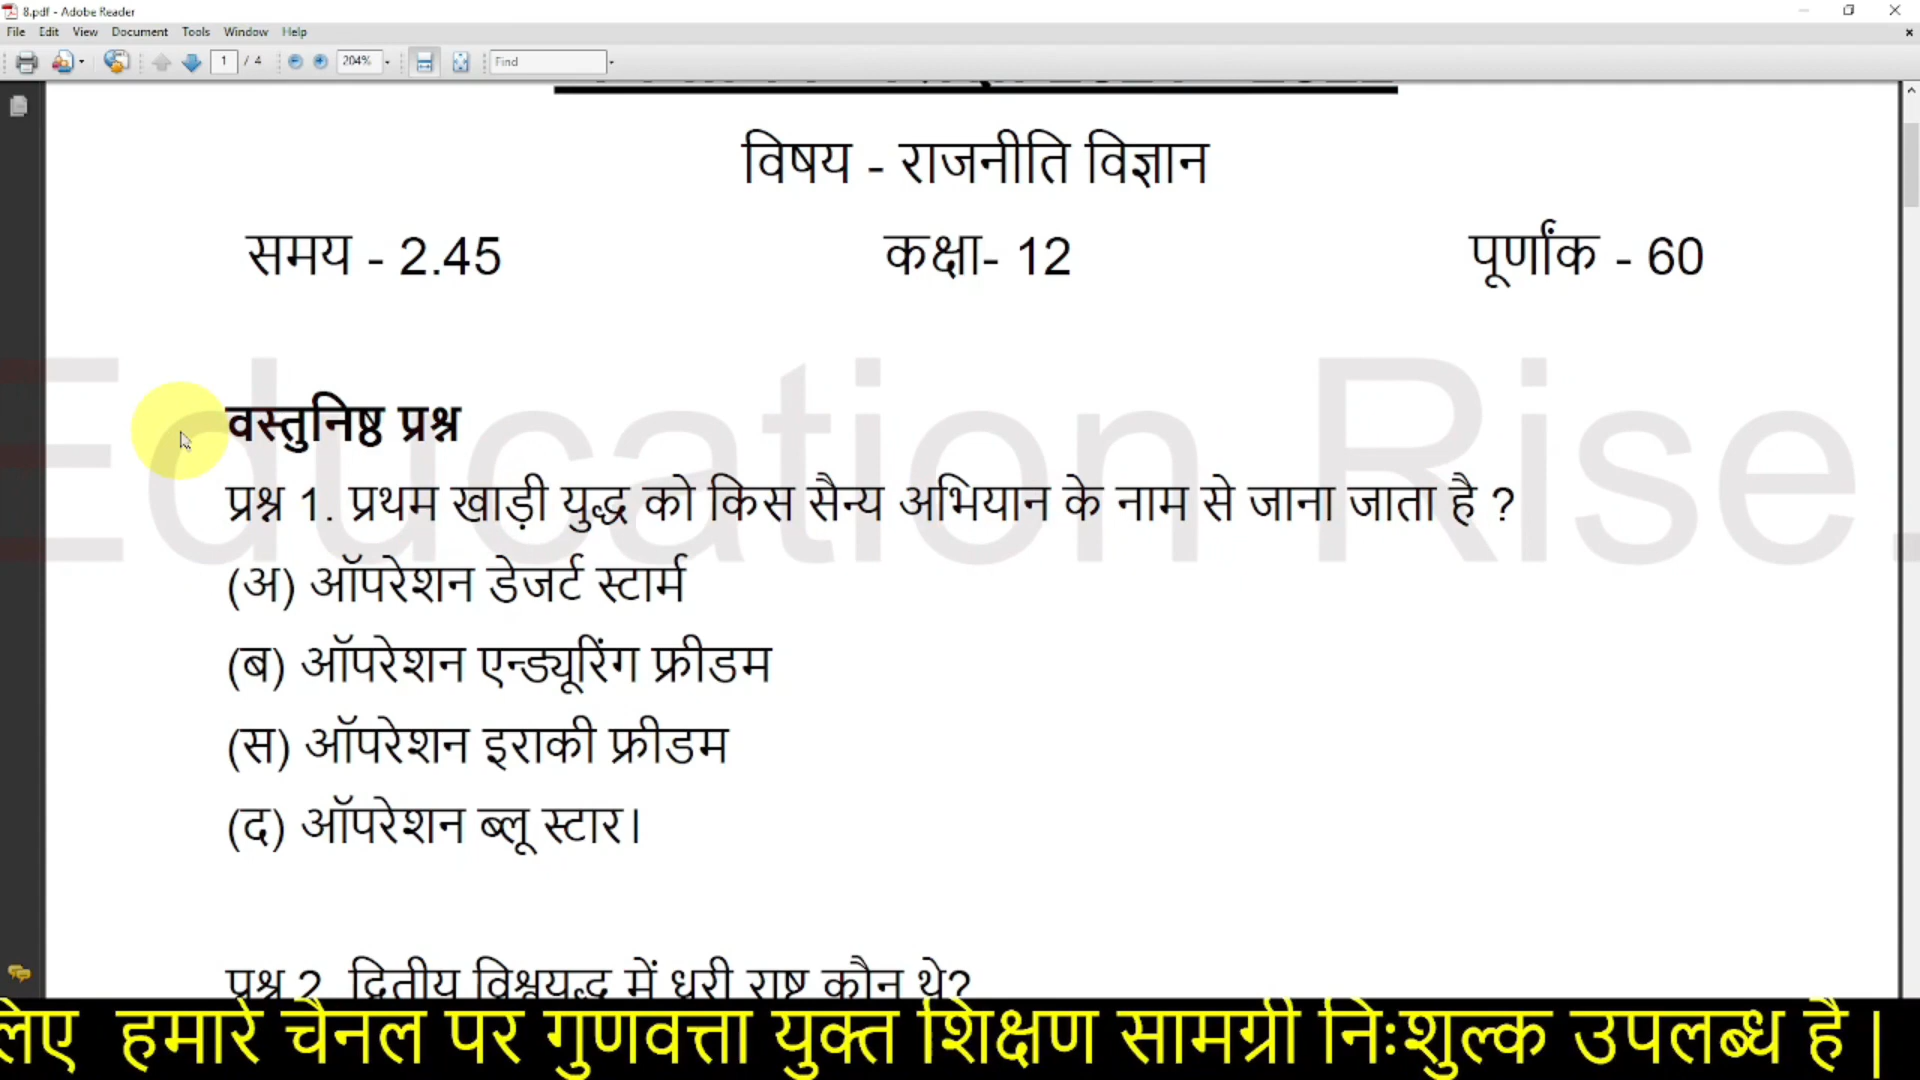 8.pdf - Adobe Reader
File Edit View Document Tools Window Help
1 / 4 204% Find
विषय - राजनीति विज्ञान
समय - 2.45 कक्षा- 12 पूर्णांक - 60
Education Rise
वस्तुनिष्ठ प्रश्न
प्रश्न 1. प्रथम खाड़ी युद्ध को किस सैन्य अभियान के नाम से जाना जाता है ?
(अ) ऑपरेशन डेजर्ट स्टार्म
(ब) ऑपरेशन एन्ड्यूरिंग फ्रीडम
(स) ऑपरेशन इराकी फ्रीडम
(द) ऑपरेशन ब्लू स्टार।
प्रश्न 2. द्वितीय विश्वयुद्ध में धुरी राष्ट्र कौन थे?
लिए हमारे चैनल पर गुणवत्ता युक्त शिक्षण सामग्री निःशुल्क उपलब्ध है |